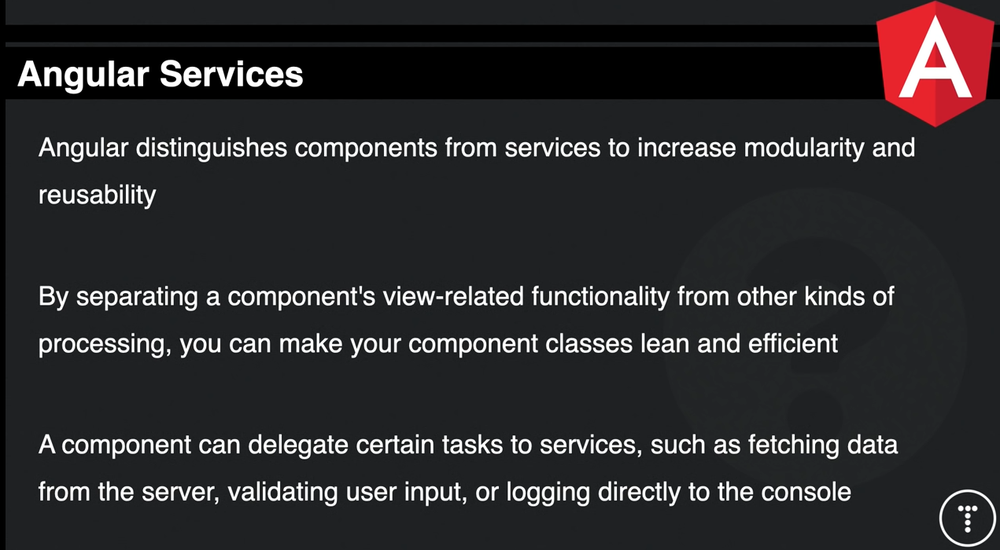 Angular Services
A
Angular distinguishes components from services to increase modularity and
reusability
By separating a component's view-related functionality from other kinds of
processing, you can make your component classes lean and efficient
A component can delegate certain tasks to services, such as fetching data
from the server, validating user input, or logging directly to the console